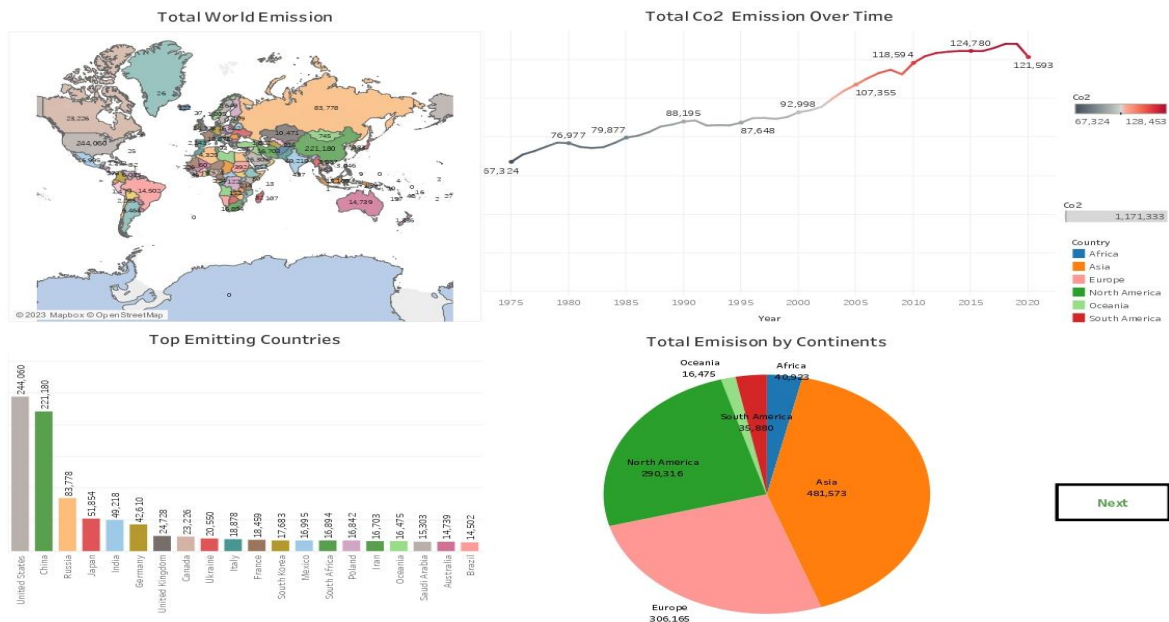 Total World Emission
26
23,226
83,778
244,060
10,471
745
221,180
14,502
14,739
0
© 2023 Mapbox © OpenStreetMap
Total Co2 Emission Over Time
67,324
76,977
79,877
88,195
87,648
92,998
107,355
118,594
124,780
121,593
1975
1980
1985
1990
1995
2000
2005
2010
2015
2020
Year
Co2
67,324
128,453
Co2
1,171,333
Country
Africa
Asia
Europe
North America
Oceania
South America
Top Emitting Countries
244,060
221,180
83,778
51,854
49,218
42,610
24,728
23,226
20,550
18,878
18,459
17,683
16,995
16,894
16,842
16,703
16,475
15,303
14,739
14,502
United States
China
Russia
Japan
India
Germany
United Kingdom
Canada
Ukraine
Italy
France
South Korea
Mexico
South Africa
Poland
Iran
Oceania
Saudi Arabia
Australia
Brazil
Total Emisison by Continents
Oceania
16,475
Africa
40,923
South America
35,880
North America
290,316
Asia
481,573
Europe
306,165
Next